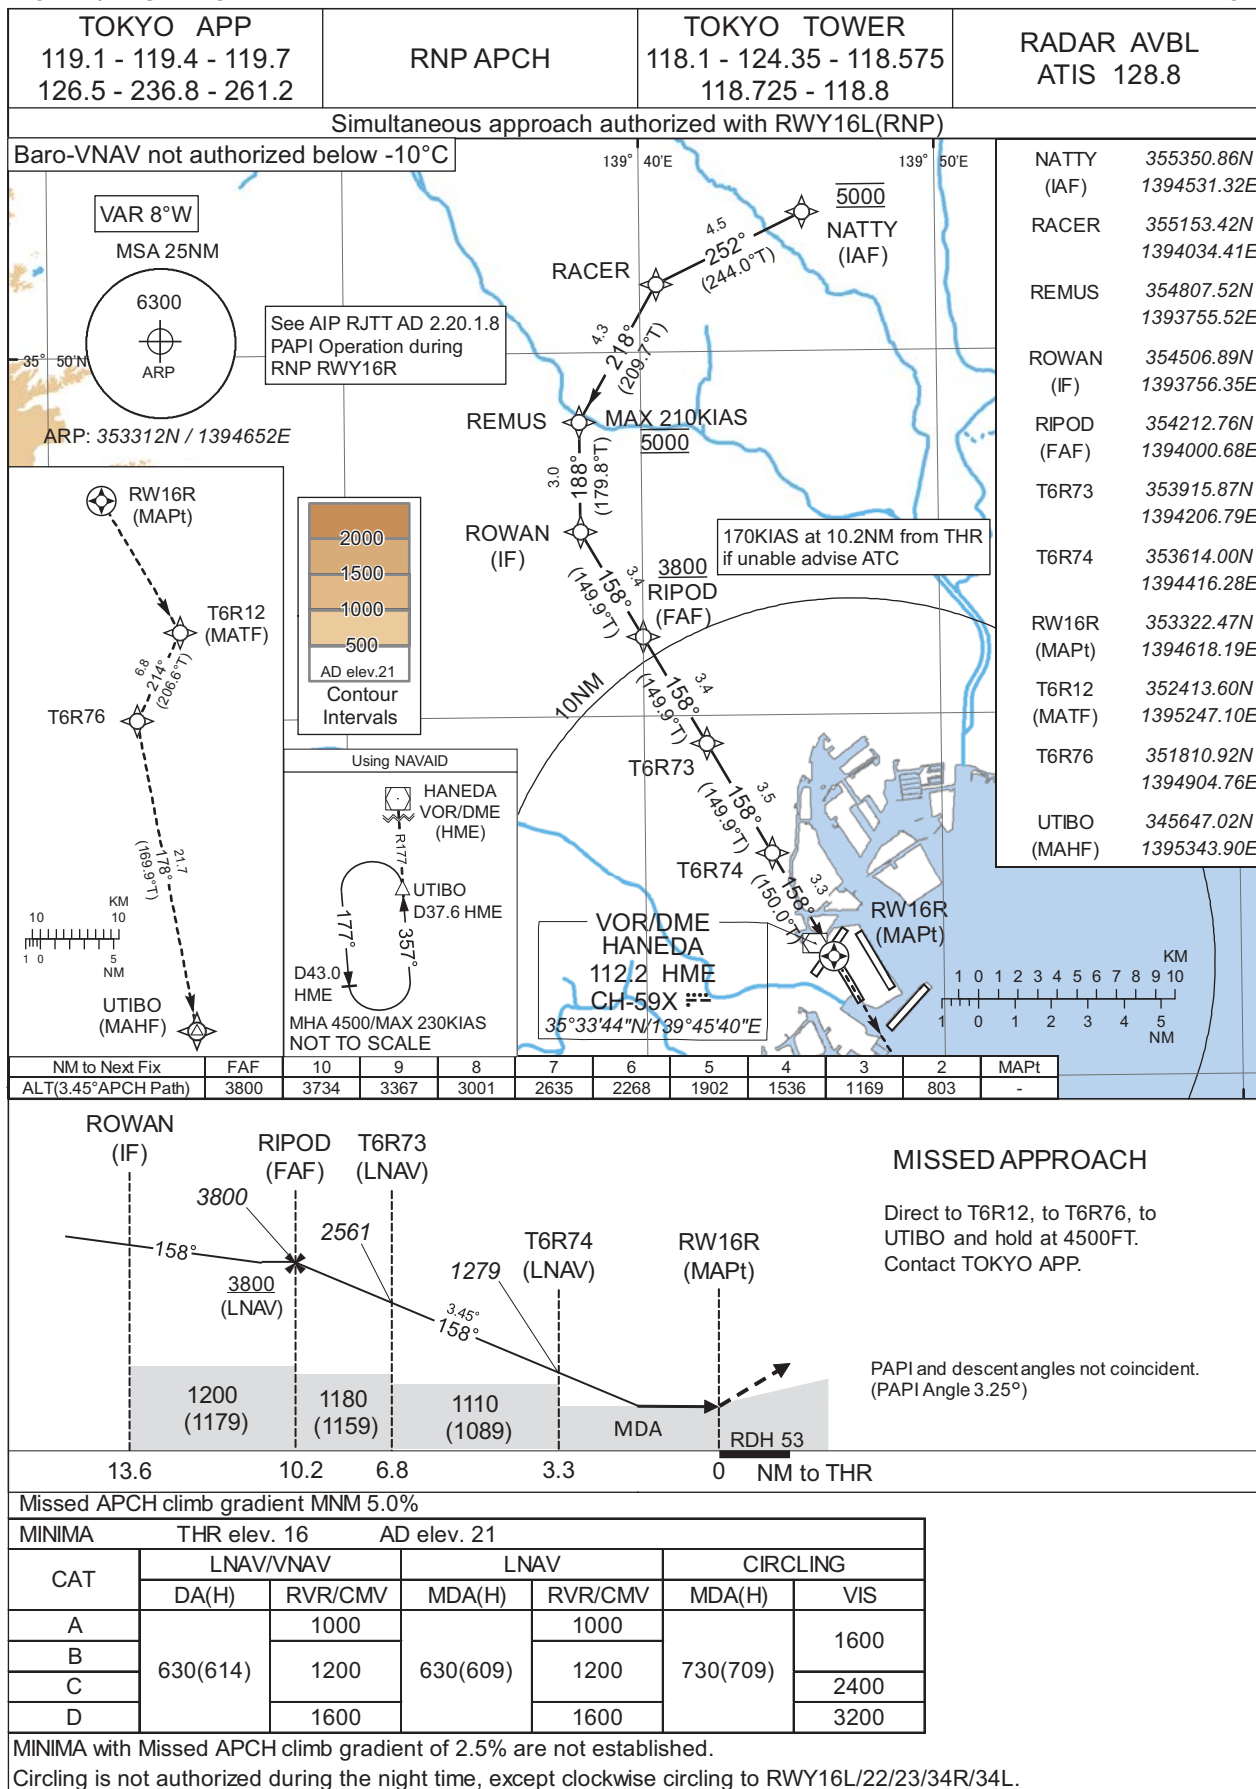 TOKYO APP
119.1 - 119.4 - 119.7
126.5 - 236.8 - 261.2
RNP APCH
TOKYO TOWER
118.1 - 124.35 - 118.575
118.725 - 118.8
RADAR AVBL
ATIS 128.8
Simultaneous approach authorized with RWY16L(RNP)
Baro-VNAV not authorized below -10°C
139° 40'E
139° 50'E
35° 50'N
VAR 8°W
MSA 25NM
6300
ARP
ARP: 353312N / 1394652E
See AIP RJTT AD 2.20.1.8
PAPI Operation during
RNP RWY16R
5000
NATTY
(IAF)
4.5
252°
(244.0°T)
RACER
4.3
218°
(209.7°T)
REMUS
MAX 210KIAS
5000
3.0
188°
(179.8°T)
ROWAN
(IF)
170KIAS at 10.2NM from THR
if unable advise ATC
3.4
158°
(149.9°T)
3800
RIPOD
(FAF)
10NM
3.4
158°
(149.9°T)
T6R73
3.5
158°
(149.9°T)
T6R74
3.3
158°
(150.0°T)
RW16R
(MAPt)
VOR/DME
HANEDA
112.2 HME
CH-59X
35°33'44"N/139°45'40"E
KM
1 0 1 2 3 4 5 6 7 8 9 10
1 0 1 2 3 4 5
NM
NATTY 355350.86N
(IAF) 1394531.32E
RACER 355153.42N
1394034.41E
REMUS 354807.52N
1393755.52E
ROWAN 354506.89N
(IF) 1393756.35E
RIPOD 354212.76N
(FAF) 1394000.68E
T6R73 353915.87N
1394206.79E
T6R74 353614.00N
1394416.28E
RW16R 353322.47N
(MAPt) 1394618.19E
T6R12 352413.60N
(MATF) 1395247.10E
T6R76 351810.92N
1394904.76E
UTIBO 345647.02N
(MAHF) 1395343.90E
RW16R
(MAPt)
T6R12
(MATF)
6.8
214°
(206.6°T)
T6R76
21.7
178°
(169.9°T)
KM
10 10
1 0 5
NM
UTIBO
(MAHF)
2000
1500
1000
500
AD elev.21
Contour
Intervals
Using NAVAID
HANEDA
VOR/DME
(HME)
R177
UTIBO
D37.6 HME
177°
357°
D43.0
HME
MHA 4500/MAX 230KIAS
NOT TO SCALE
NM to Next Fix FAF 10 9 8 7 6 5 4 3 2 MAPt
ALT(3.45°APCH Path) 3800 3734 3367 3001 2635 2268 1902 1536 1169 803 -
ROWAN
(IF)
RIPOD
(FAF)
T6R73
(LNAV)
T6R74
(LNAV)
RW16R
(MAPt)
3800
2561
1279
158°
3800
(LNAV)
3.45°
158°
1200
(1179)
1180
(1159)
1110
(1089)
MDA
RDH 53
13.6 10.2 6.8 3.3 0 NM to THR
MISSED APPROACH
Direct to T6R12, to T6R76, to
UTIBO and hold at 4500FT.
Contact TOKYO APP.
PAPI and descent angles not coincident.
(PAPI Angle 3.25°)
Missed APCH climb gradient MNM 5.0%
MINIMA THR elev. 16 AD elev. 21
CAT LNAV/VNAV LNAV CIRCLING
DA(H) RVR/CMV MDA(H) RVR/CMV MDA(H) VIS
A 1000 1000 1600
B 630(614) 1200 630(609) 1200 730(709)
C 2400
D 1600 1600 3200
MINIMA with Missed APCH climb gradient of 2.5% are not established.
Circling is not authorized during the night time, except clockwise circling to RWY16L/22/23/34R/34L.